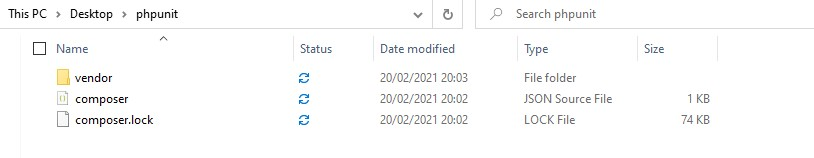 This PC > Desktop > phpunit Search phpunit
Name Status Date modified Type Size
vendor 20/02/2021 20:03 File folder
composer 20/02/2021 20:02 JSON Source File 1 KB
composer.lock 20/02/2021 20:02 LOCK File 74 KB